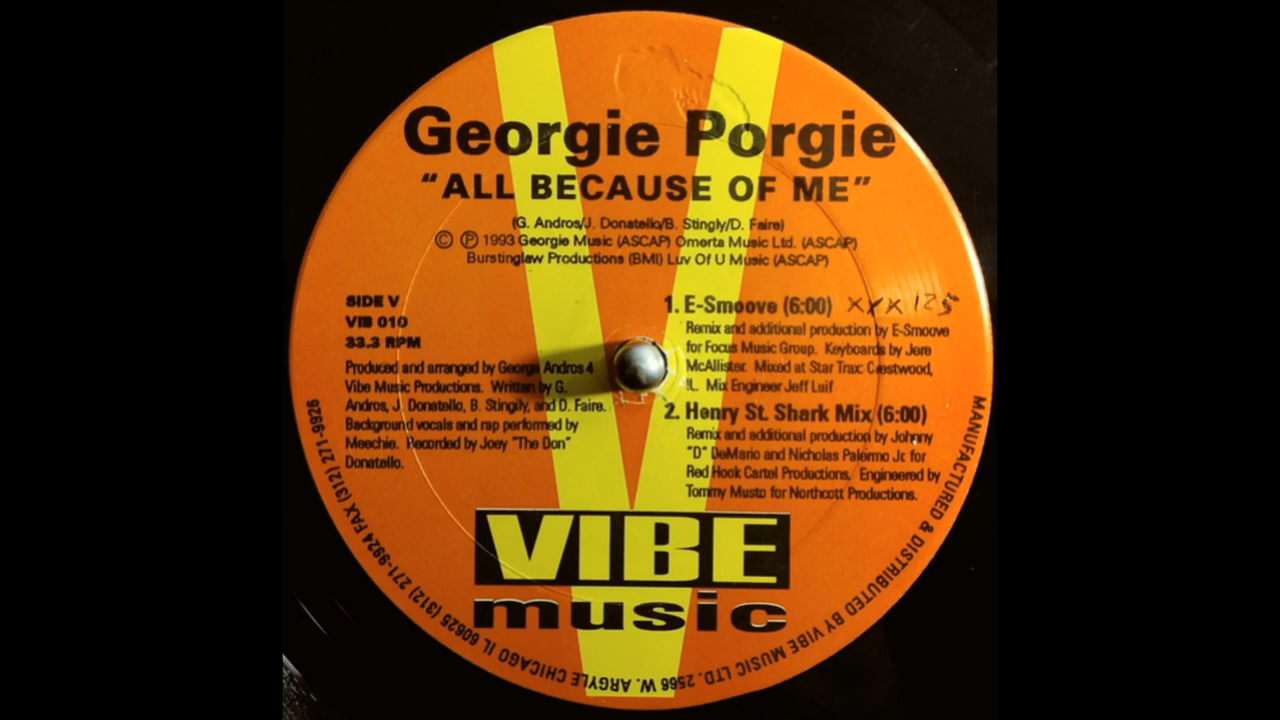 Georgie Porgie
"ALL BECAUSE OF ME"
(G. Andros/J. Donatello/B. Stingly/D. Faire)
© ℗ 1993 Georgie Music (ASCAP) Omerta Music Ltd. (ASCAP)
Burstinglaw Productions (BMI) Luv Of U Music (ASCAP)
SIDE V
VIB 010
33.3 RPM
Produced and arranged by George Andros 4
Vibe Music Productions. Written by G.
Andros, J. Donatello, B. Stingily, and D. Faire.
Background vocals and rap performed by
Meechie. Recorded by Joey "The Don"
Donatello.
1. E-Smoove (6:00) XXX 125
Remix and additional production by E-Smoove
for Focus Music Group. Keyboards by Jere
McAllister. Mixed at Star Trax Crestwood,
IL. Mix Engineer Jeff Luif
2. Henry St. Shark Mix (6:00)
Remix and additional production by Johnny
"D" DeMario and Nicholas Palermo Jr. for
Red Hook Cartel Productions. Engineered by
Tommy Musto for Northcott Productions.
VIBE
music
MANUFACTURED & DISTRIBUTED BY VIBE MUSIC LTD. 2566 W. ARGYLE CHICAGO IL 60625 (312) 271-9924 FAX (312) 271-9926